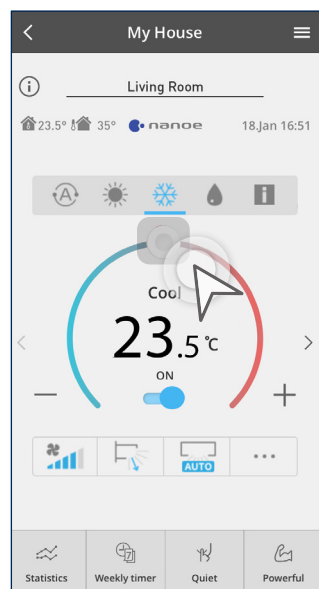 My House
Living Room
23.5° 35° nanoe 18.Jan 16:51
A i
Cool
23.5℃
ON
AUTO
7
Statistics Weekly timer Quiet Powerful